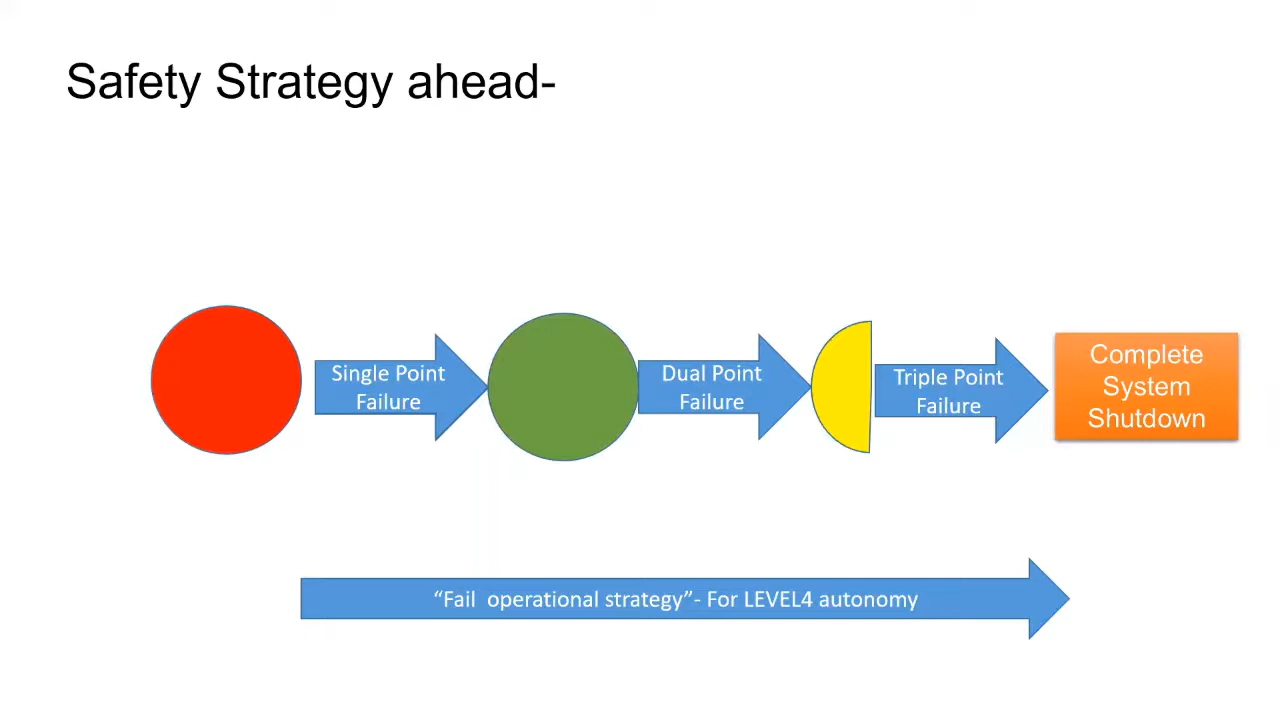 Safety Strategy ahead-
Single Point
Failure
Dual Point
Failure
Triple Point
Failure
Complete
System
Shutdown
“Fail  operational strategy”- For LEVEL4 autonomy